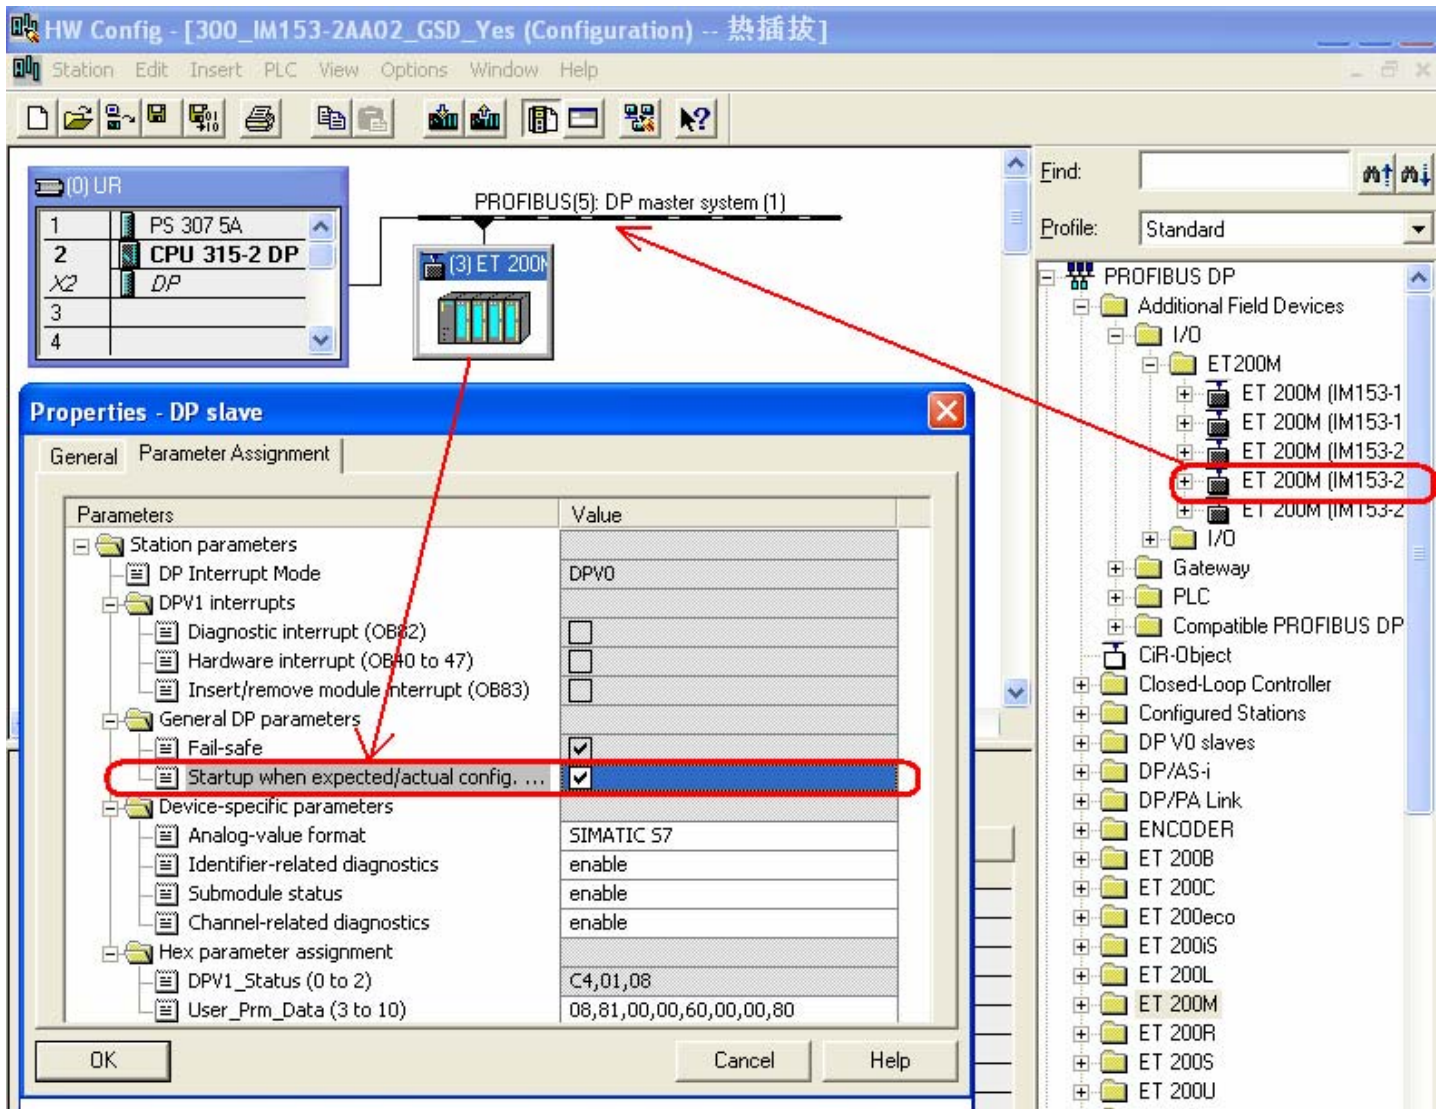 HW Config - [300_IM153-2AA02_GSD_Yes (Configuration) -- 热插拔]
Station Edit Insert PLC View Options Window Help
(0) UR
1 PS 307 5A
2 CPU 315-2 DP
X2 DP
3
4
PROFIBUS(5): DP master system (1)
(3) ET 200M
Properties - DP slave
General Parameter Assignment
Parameters Value
Station parameters
DP Interrupt Mode DPV0
DPV1 interrupts
Diagnostic interrupt (OB82)
Hardware interrupt (OB40 to 47)
Insert/remove module interrupt (OB83)
General DP parameters
Fail-safe
Startup when expected/actual config. ...
Device-specific parameters
Analog-value format SIMATIC S7
Identifier-related diagnostics enable
Submodule status enable
Channel-related diagnostics enable
Hex parameter assignment
DPV1_Status (0 to 2) C4,01,08
User_Prm_Data (3 to 10) 08,81,00,00,60,00,00,80
OK Cancel Help
Find:
Profile: Standard
PROFIBUS DP
Additional Field Devices
I/O
ET200M
ET 200M (IM153-1
ET 200M (IM153-1
ET 200M (IM153-2
ET 200M (IM153-2
ET 200M (IM153-2
I/O
Gateway
PLC
Compatible PROFIBUS DP
CiR-Object
Closed-Loop Controller
Configured Stations
DP V0 slaves
DP/AS-i
DP/PA Link
ENCODER
ET 200B
ET 200C
ET 200eco
ET 200iS
ET 200L
ET 200M
ET 200R
ET 200S
ET 200U